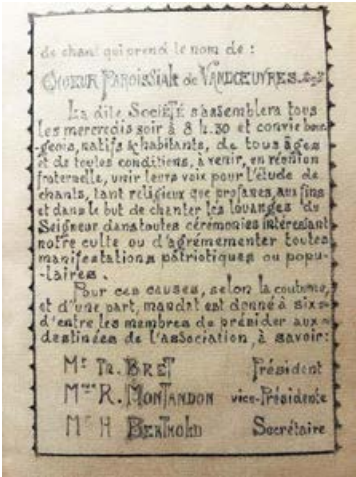 de chant qui prend le nom de :
CHOEUR PAROISSIAL de VANDŒUVRES.
La dite SOCIÉTÉ s'assemblera tous
les mercredis soir à 8 h.30 et convie bour-
geois, natifs & habitants, de tous âges
et de toutes conditions, à venir, en réunion
fraternelle, unir leurs voix pour l'étude de
chants, tant religieux que profanes, aux fins
et dans le but de chanter les louanges du
Seigneur dans toutes cérémonies intéressant
notre culte ou d'agrémementer toutes
manifestations patriotiques ou popu-
-laires.
Pour ces causes, selon la coutume,
et d'une part, mandat est donné à six
d'entre les membres de présider aux
destinées de l'association, à savoir:
Mr TH. BRET Président
Mme R. MONTANDON vice-Présidente
Mr H BERTHOLD Secrétaire